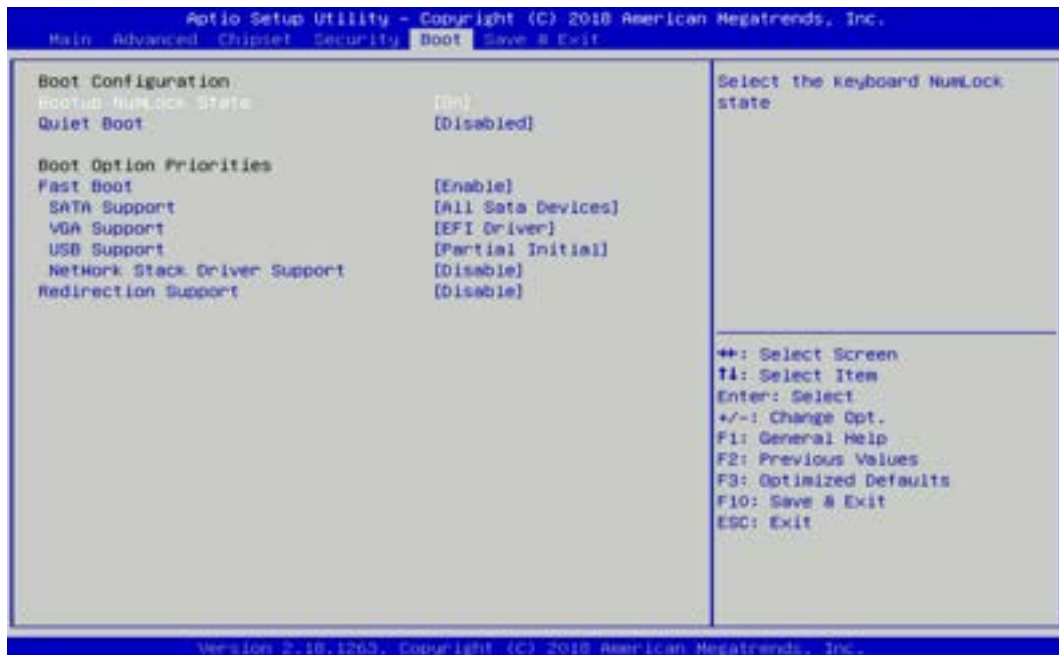 Aptio Setup Utility – Copyright (C) 2018 American Megatrends, Inc.
Main Advanced Chipset Security Boot Save & Exit
Boot Configuration
Bootup NumLock State [On]
Quiet Boot [Disabled]
Boot Option Priorities
Fast Boot [Enable]
SATA Support [All Sata Devices]
VGA Support [EFI Driver]
USB Support [Partial Initial]
NetWork Stack Driver Support [Disable]
Redirection Support [Disable]
Select the keyboard NumLock
state
→←: Select Screen
↑↓: Select Item
Enter: Select
+/-: Change Opt.
F1: General Help
F2: Previous Values
F3: Optimized Defaults
F10: Save & Exit
ESC: Exit
Version 2.18.1263. Copyright (C) 2018 American Megatrends, Inc.